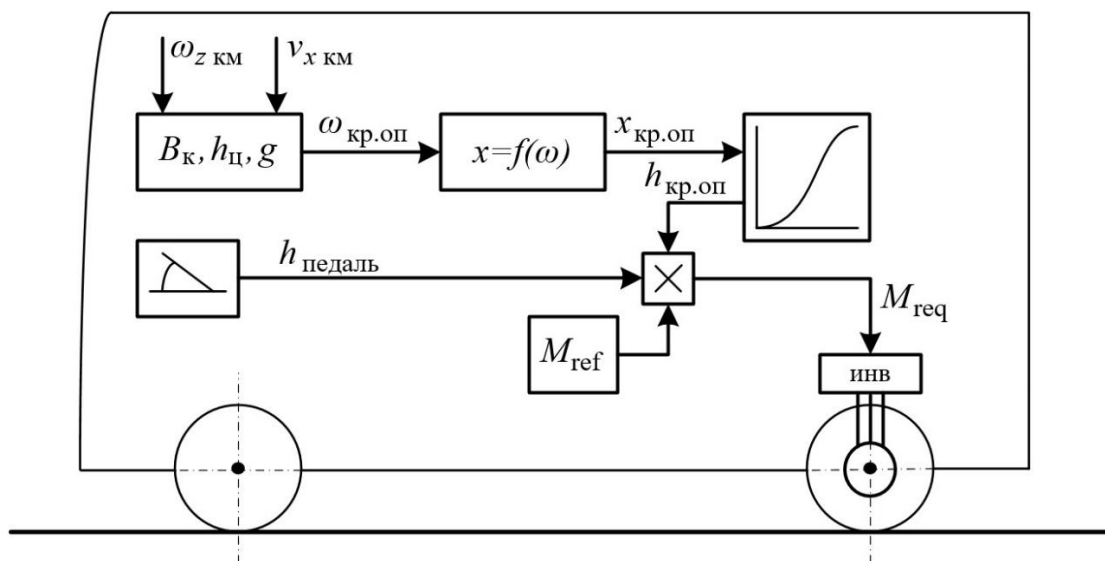 ω_z км
v_x км
B_к, h_ц, g
ω_кр.оп
x=f(ω)
x_кр.оп
h_кр.оп
h_педаль
M_ref
M_req
инв